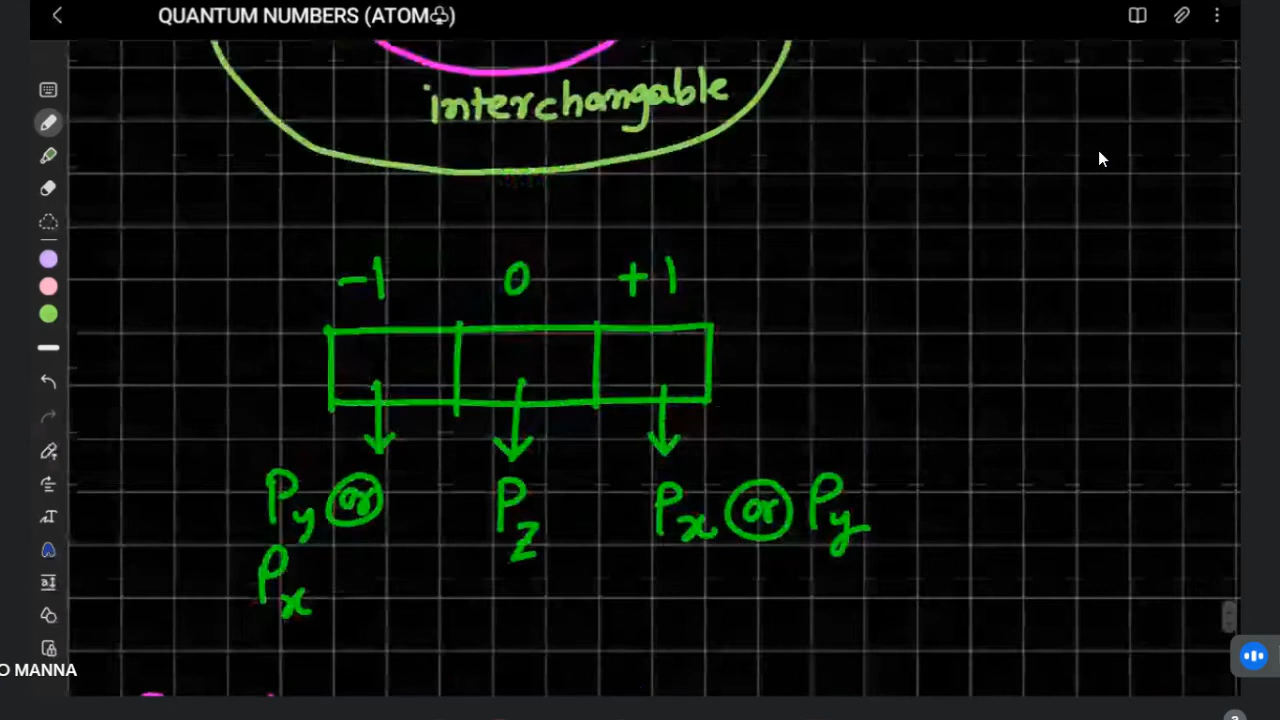 QUANTUM NUMBERS (ATOM♧)
interchangable
-1 0 +1
Py or Pz Px or Py
Px
O MANNA